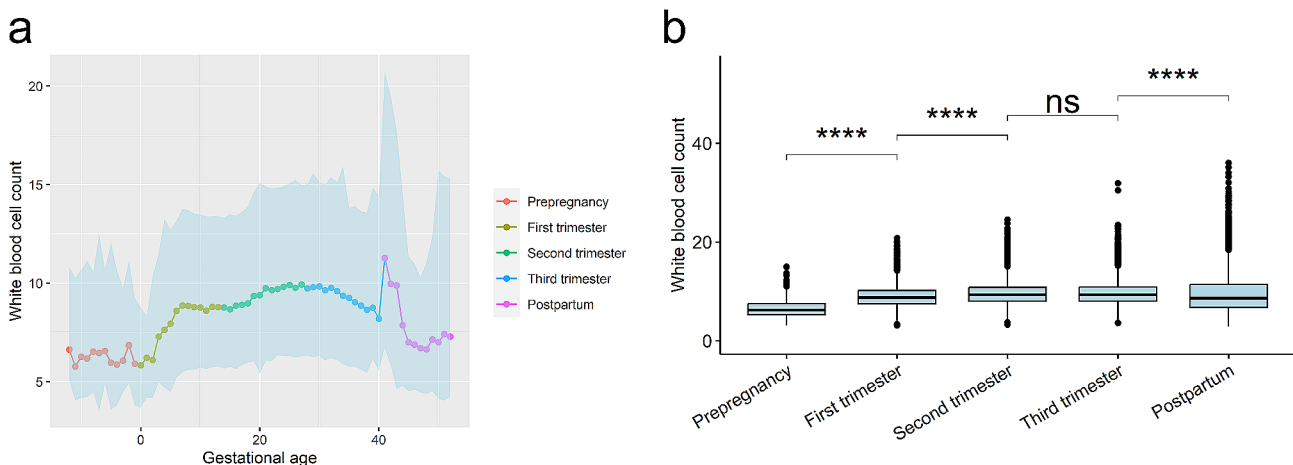 a
White blood cell count
20
15
10
5
0
20
40
Gestational age
Prepregnancy
First trimester
Second trimester
Third trimester
Postpartum
b
White blood cell count
40
20
0
****
****
ns
****
Prepregnancy
First trimester
Second trimester
Third trimester
Postpartum